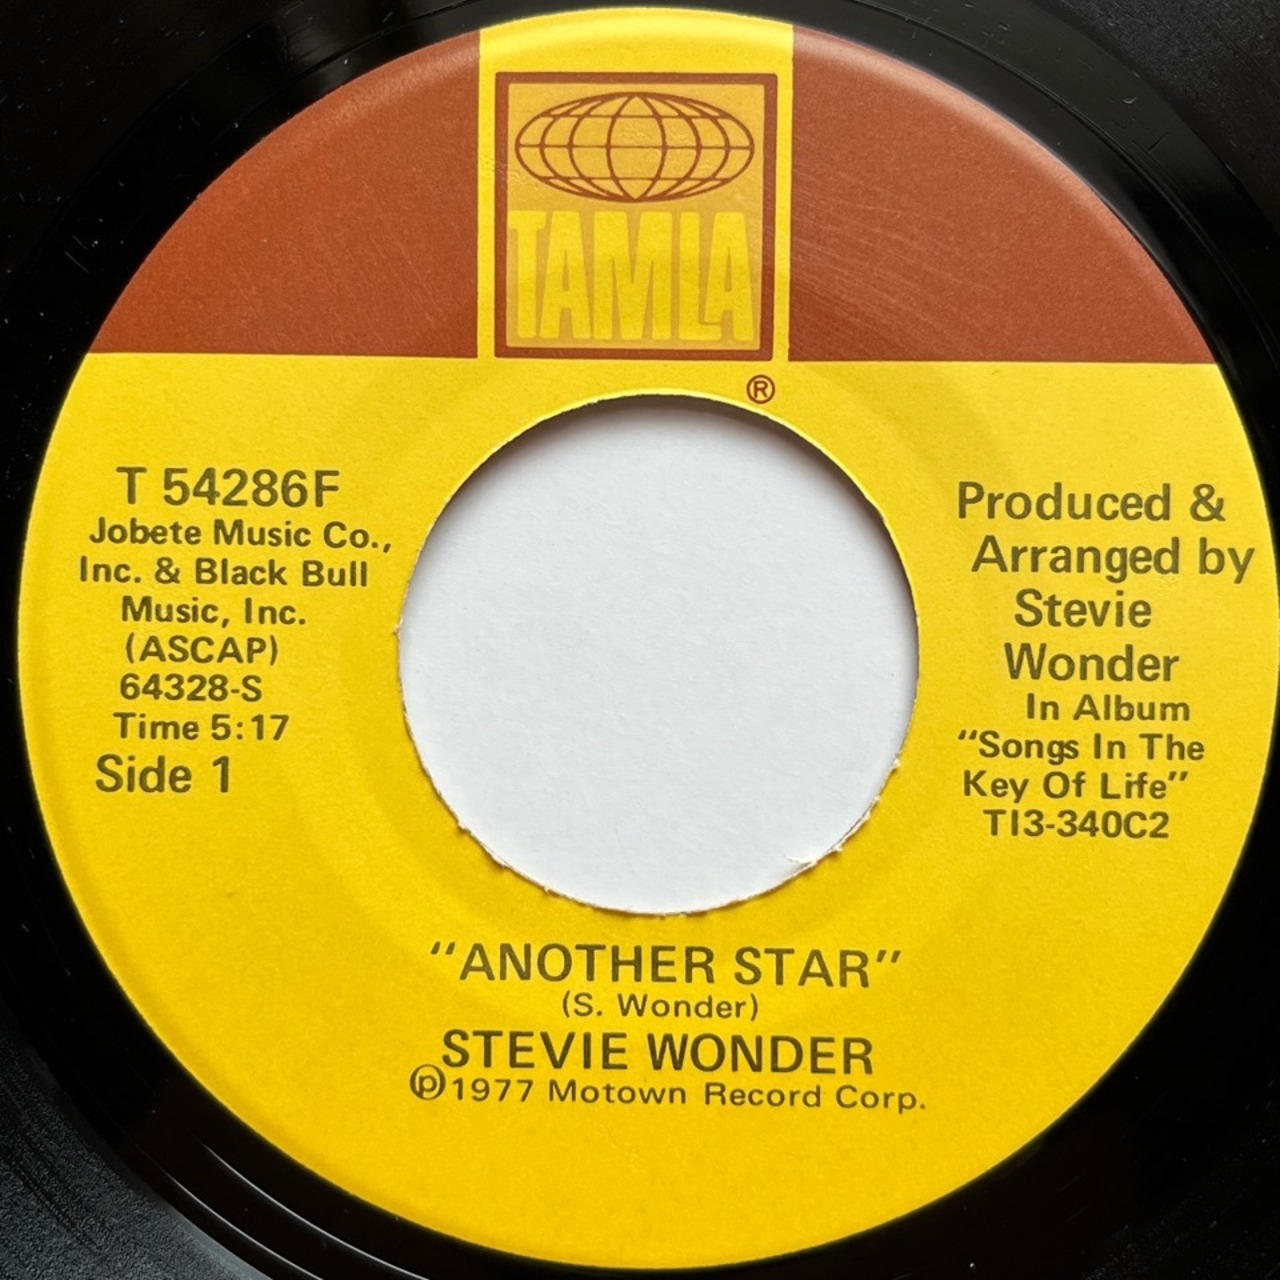 TAMLA
®
T 54286F
Jobete Music Co.,
Inc. & Black Bull
Music, Inc.
(ASCAP)
64328-S
Time 5:17
Side 1
Produced &
Arranged by
Stevie
Wonder
In Album
“Songs In The
Key Of Life”
T13-340C2
“ANOTHER STAR”
(S. Wonder)
STEVIE WONDER
℗1977 Motown Record Corp.